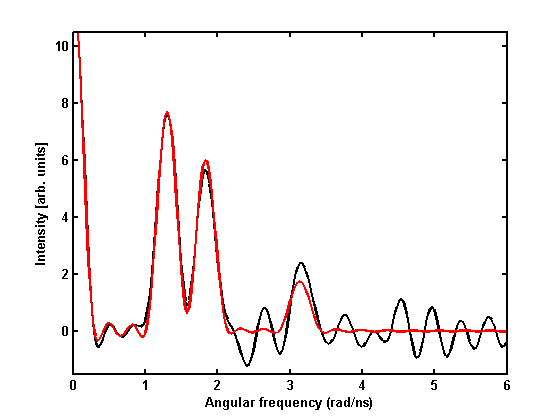 10
8
6
4
2
0
Intensity [arb. units]
0 1 2 3 4 5 6
Angular frequency (rad/ns)